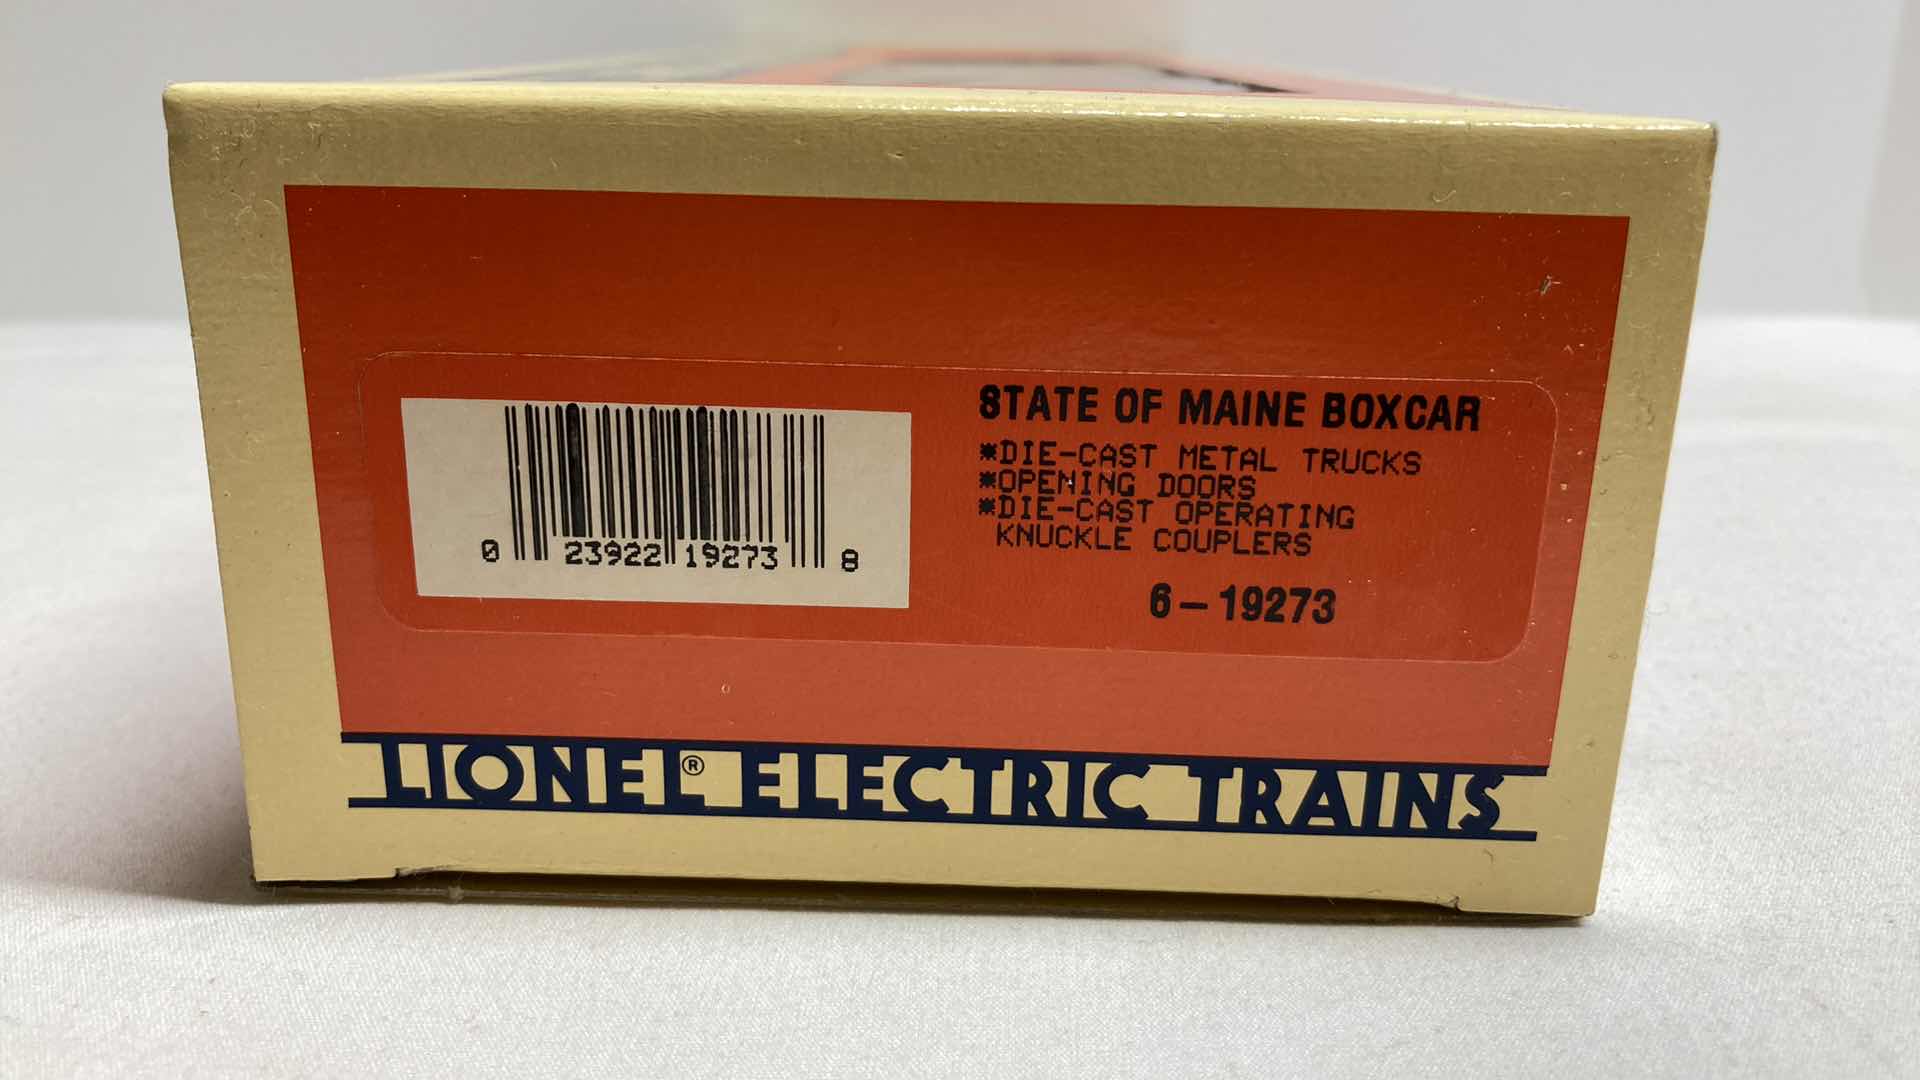 STATE OF MAINE BOXCAR
*DIE-CAST METAL TRUCKS
*OPENING DOORS
*DIE-CAST OPERATING
KNUCKLE COUPLERS
6-19273
0 23922 19273 8
LIONEL® ELECTRIC TRAINS